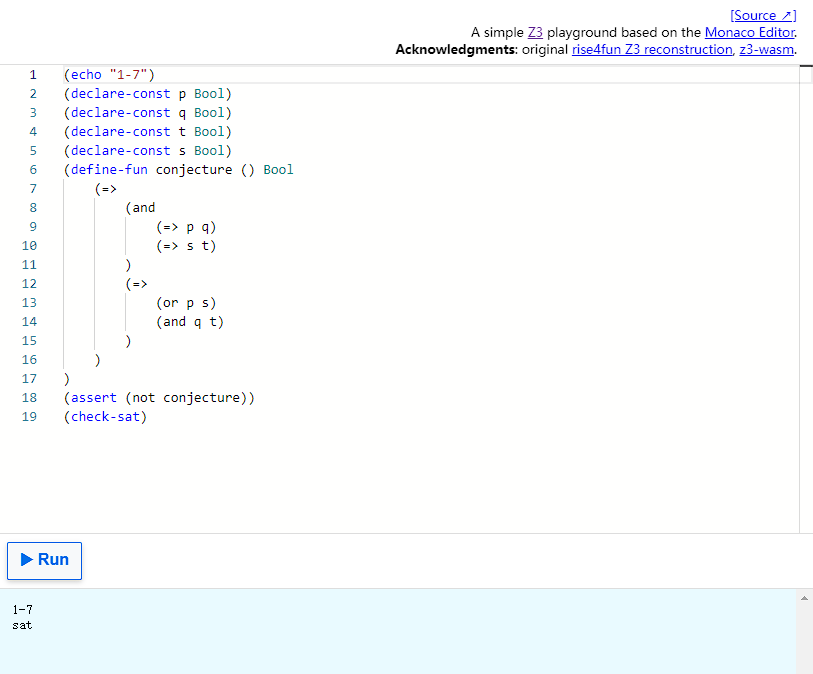 [Source ↗]
A simple Z3 playground based on the Monaco Editor.
Acknowledgments: original rise4fun Z3 reconstruction, z3-wasm.
1 (echo "1-7")
2 (declare-const p Bool)
3 (declare-const q Bool)
4 (declare-const t Bool)
5 (declare-const s Bool)
6 (define-fun conjecture () Bool
7 (=>
8 (and
9 (=> p q)
10 (=> s t)
11 )
12 (=>
13 (or p s)
14 (and q t)
15 )
16 )
17 )
18 (assert (not conjecture))
19 (check-sat)
Run
1-7
sat